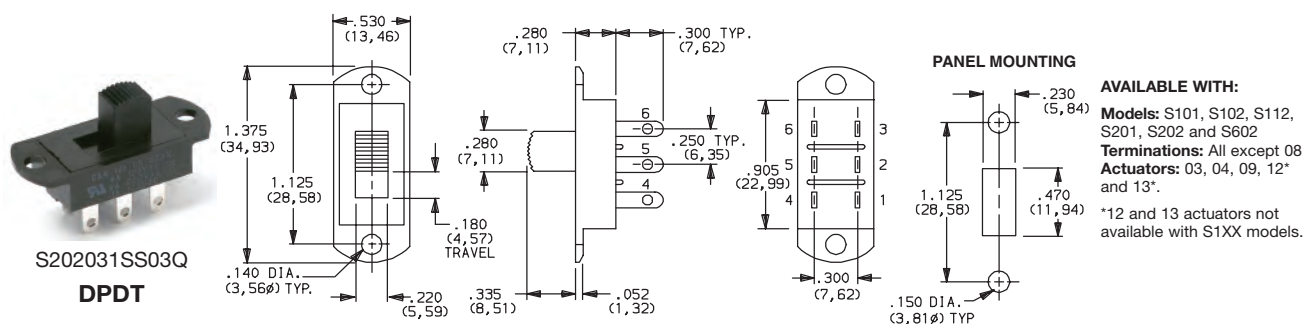 .530
(13,46)
.280
(7,11)
.300 TYP.
(7,62)
1.375
(34,93)
1.125
(28,58)
.180
(4,57)
TRAVEL
.140 DIA.
(3,56ø) TYP.
.220
(5,59)
.280
(7,11)
6
5
4
.250 TYP.
(6,35)
.335
(8,51)
.052
(1,32)
6 3
5 2
4 1
.905
(22,99)
.300
(7,62)
PANEL MOUNTING
.230
(5,84)
1.125
(28,58)
.470
(11,94)
.150 DIA.
(3,81ø) TYP
AVAILABLE WITH:
Models: S101, S102, S112,
S201, S202 and S602
Terminations: All except 08
Actuators: 03, 04, 09, 12*
and 13*.
*12 and 13 actuators not
available with S1XX models.
S202031SS03Q
DPDT